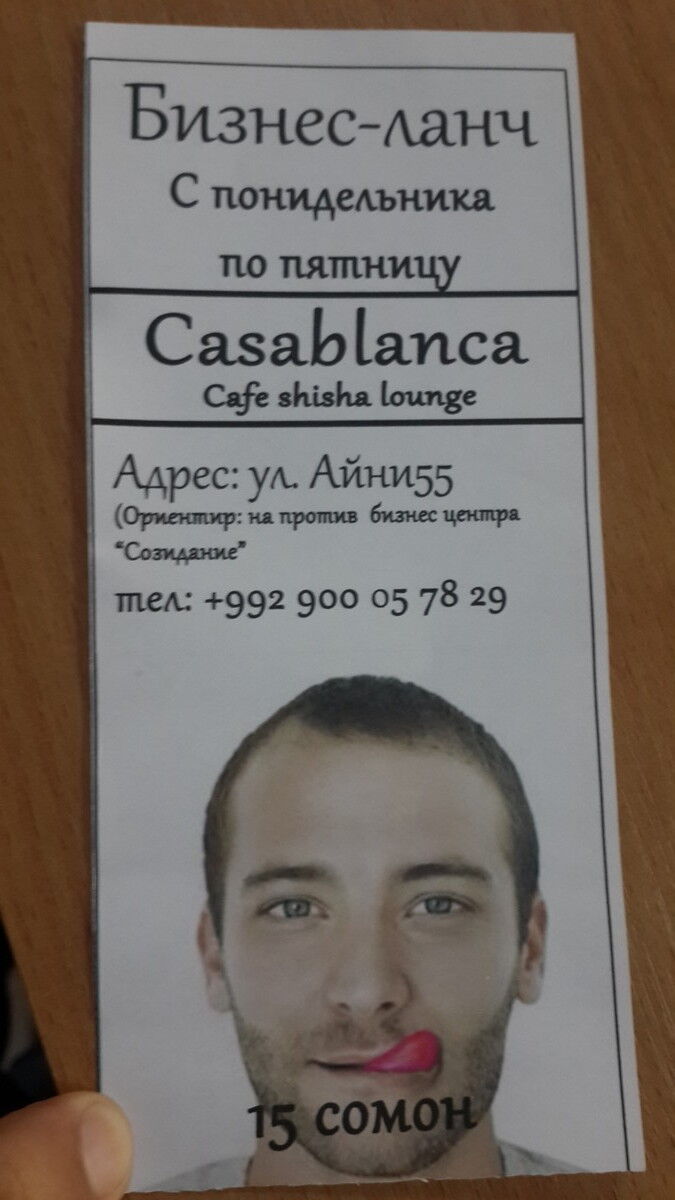 Бизнес-ланч
С понидельника
по пятницу
Casablanca
Cafe shisha lounge
Адрес: ул. Айни55
(Ориентир: на против бизнес центра
“Созидание”
тел: +992 900 05 78 29
15 сомон